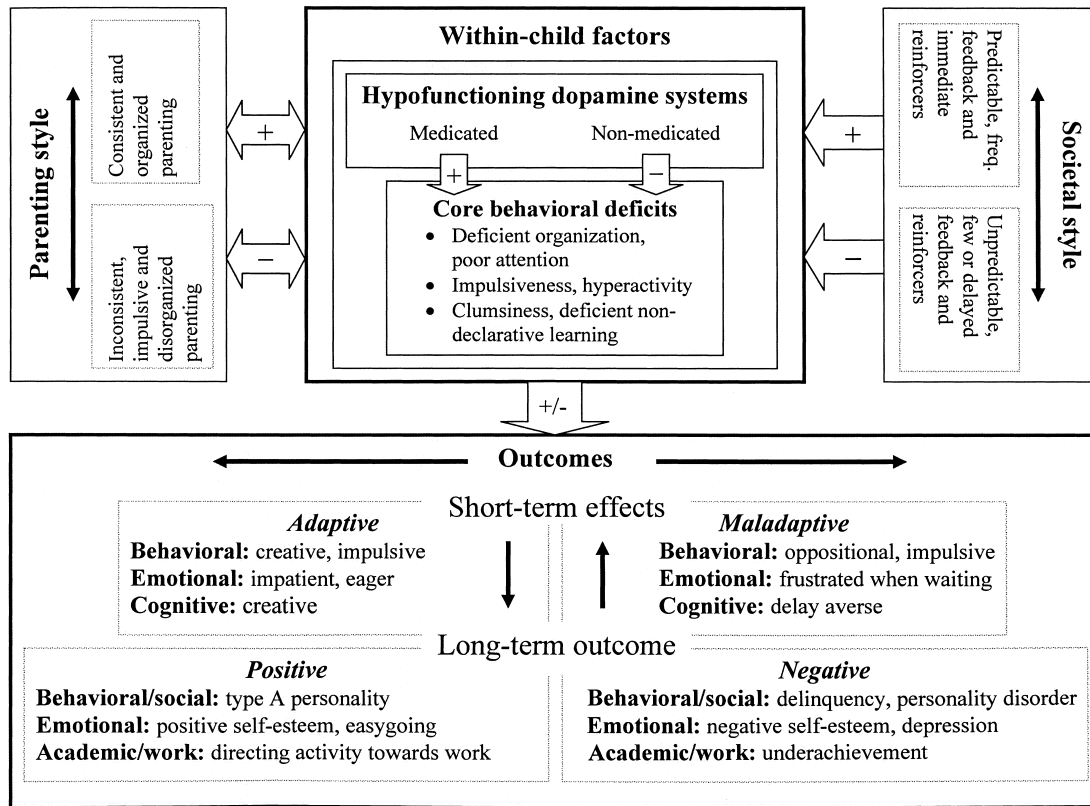 Parenting style
Consistent and
organized
parenting
+
Inconsistent,
impulsive and
disorganized
parenting
−
Within-child factors
Hypofunctioning dopamine systems
Medicated
Non-medicated
+
−
Core behavioral deficits
• Deficient organization,
poor attention
• Impulsiveness, hyperactivity
• Clumsiness, deficient non-
declarative learning
+
−
Predictable, freq.
feedback and
immediate
reinforcers
Unpredictable,
few or delayed
feedback and
reinforcers
Societal style
+/-
Outcomes
Short-term effects
Adaptive
Behavioral: creative, impulsive
Emotional: impatient, eager
Cognitive: creative
Maladaptive
Behavioral: oppositional, impulsive
Emotional: frustrated when waiting
Cognitive: delay averse
Long-term outcome
Positive
Behavioral/social: type A personality
Emotional: positive self-esteem, easygoing
Academic/work: directing activity towards work
Negative
Behavioral/social: delinquency, personality disorder
Emotional: negative self-esteem, depression
Academic/work: underachievement